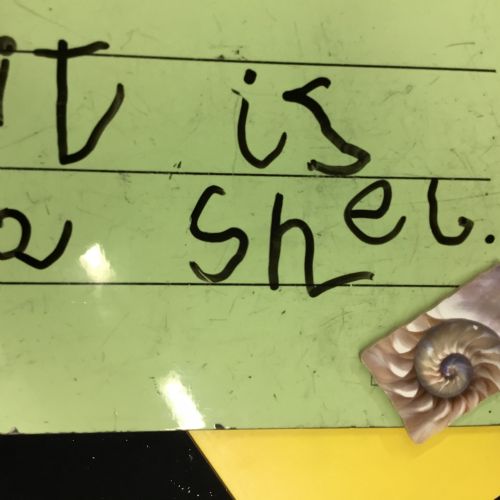 it is
a shel.